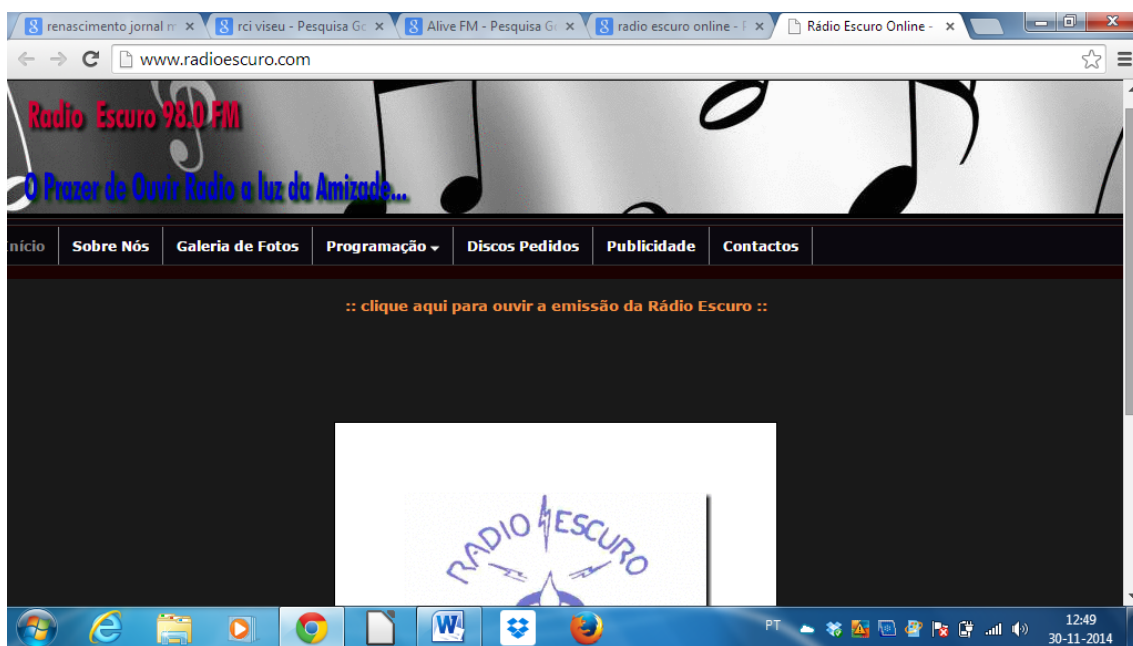 renascimento jornal m
rci viseu - Pesquisa Go
Alive FM - Pesquisa G
radio escuro online - P
Rádio Escuro Online -
www.radioescuro.com
Radio Escuro 98.0 FM
O Prazer de Ouvir Radio a luz da Amizade...
Início Sobre Nós Galeria de Fotos Programação Discos Pedidos Publicidade Contactos
:: clique aqui para ouvir a emissão da Rádio Escuro ::
RADIO ESCURO
PT
12:49
30-11-2014